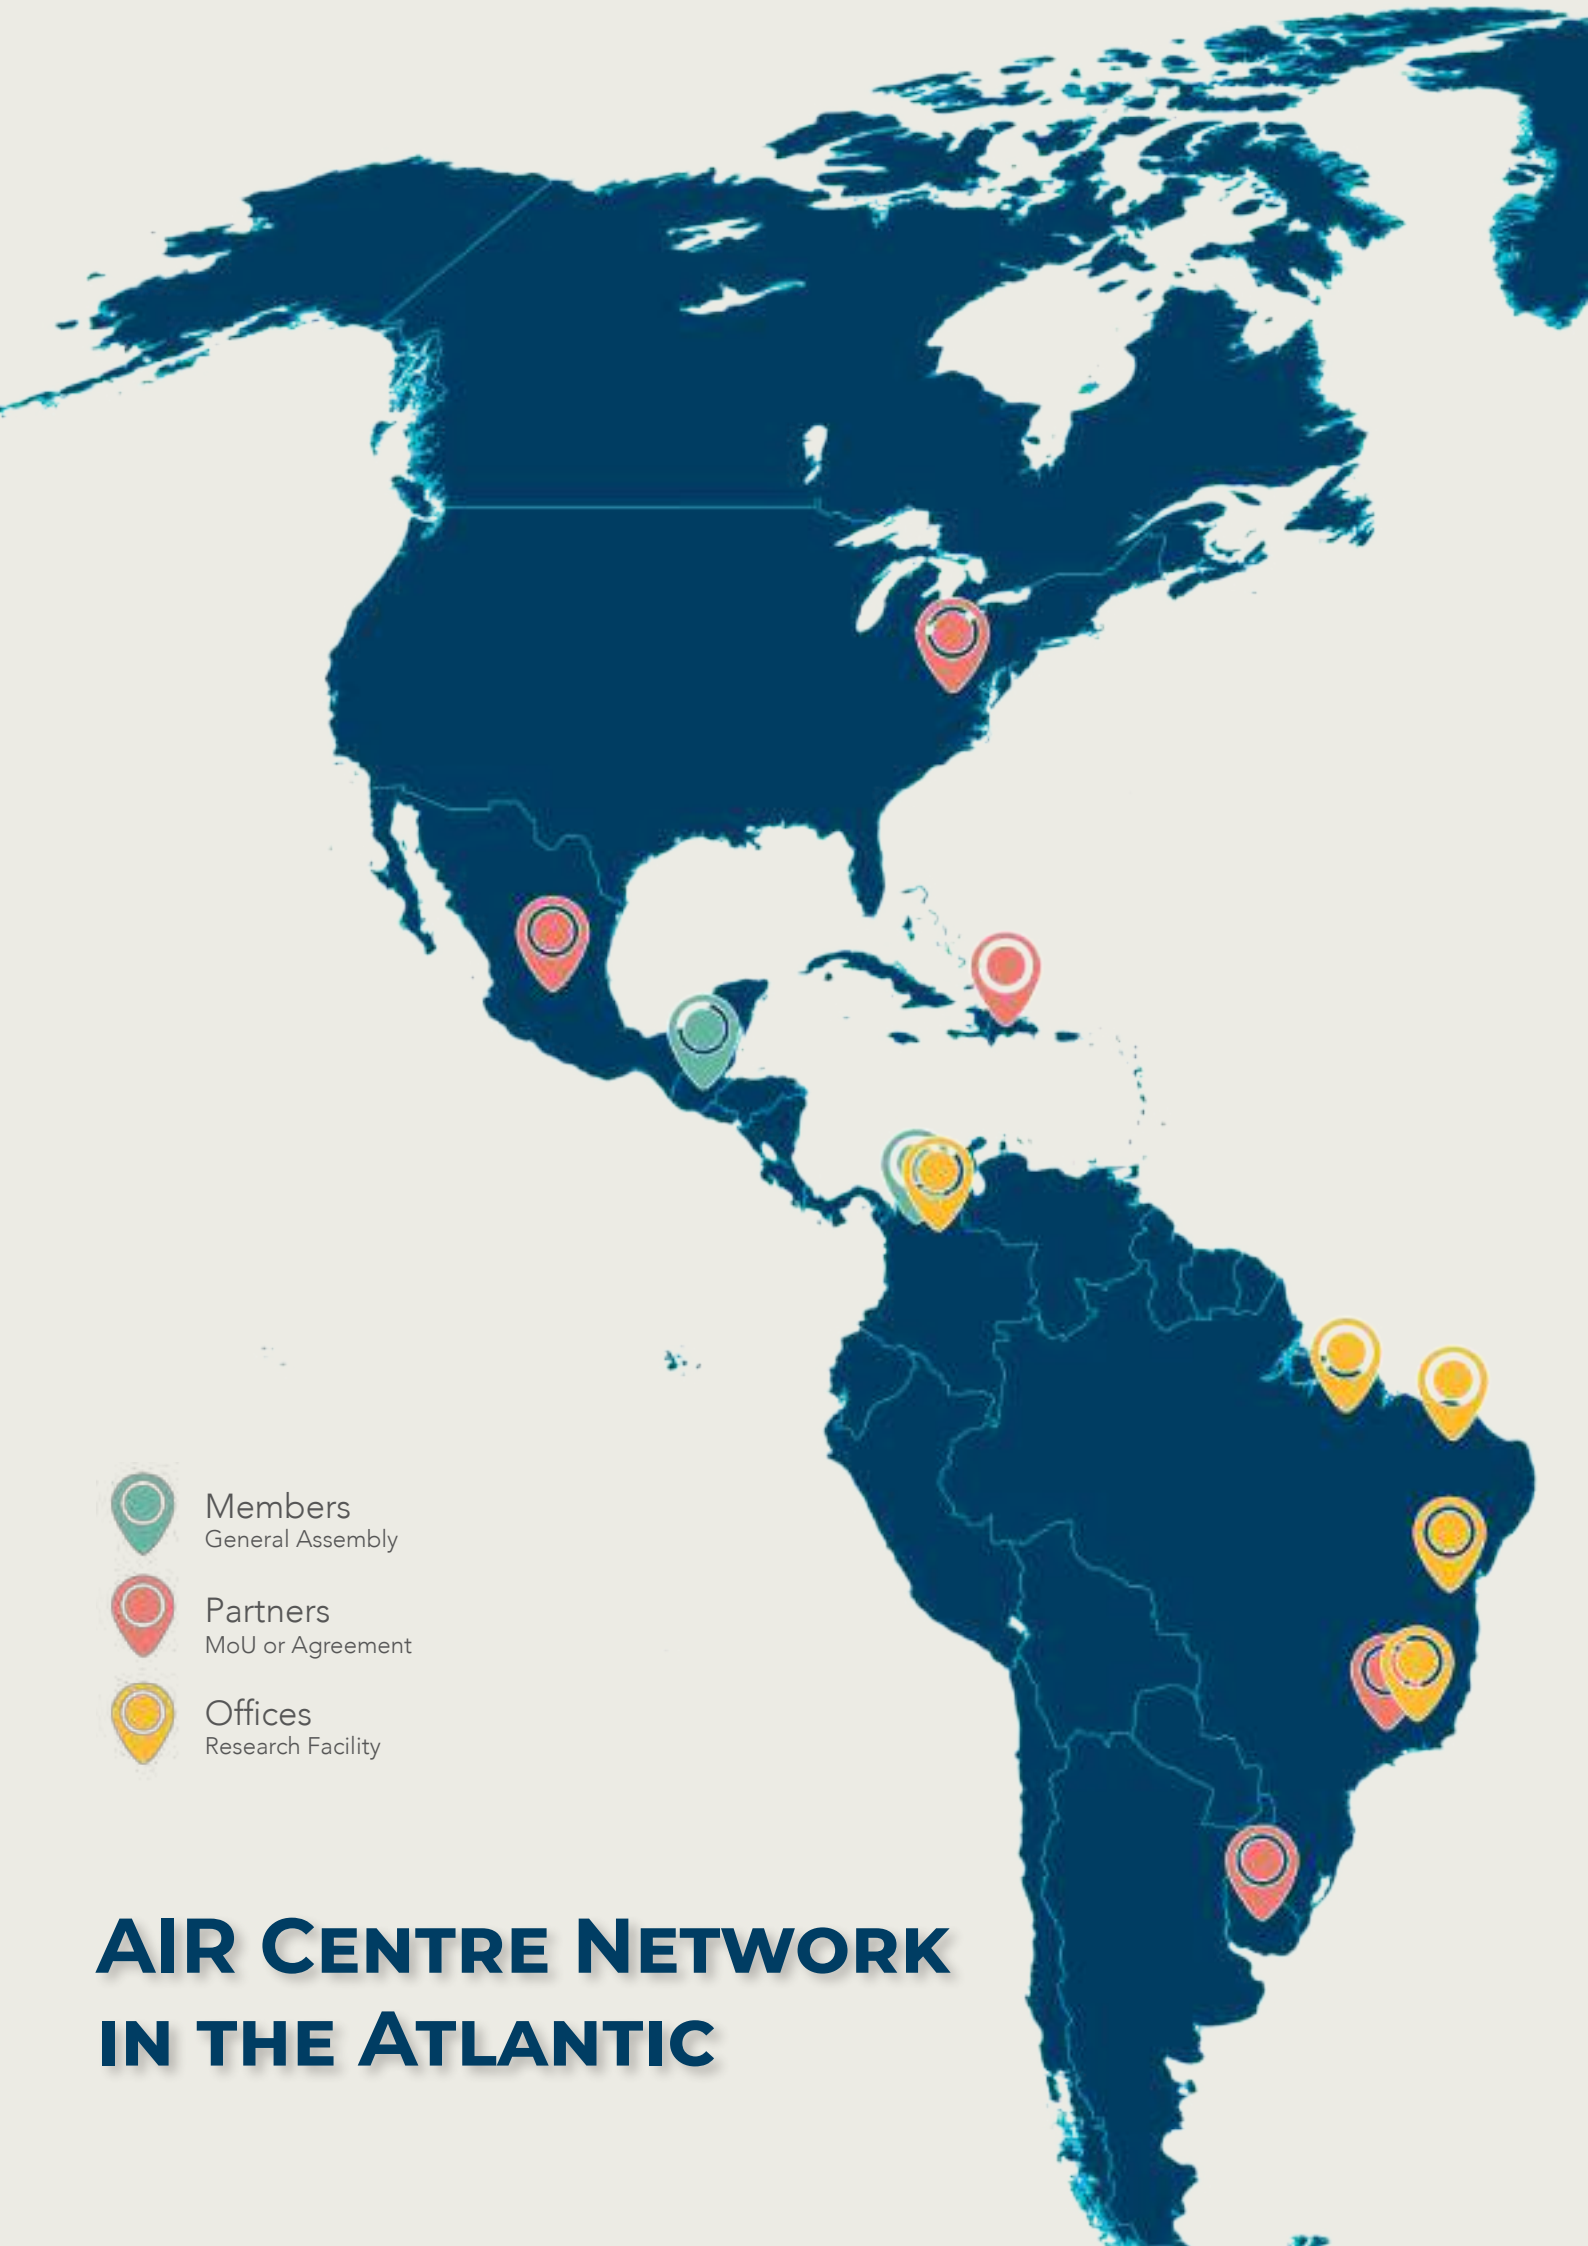 Members
General Assembly
Partners
MoU or Agreement
Offices
Research Facility
AIR Centre Network
in the Atlantic